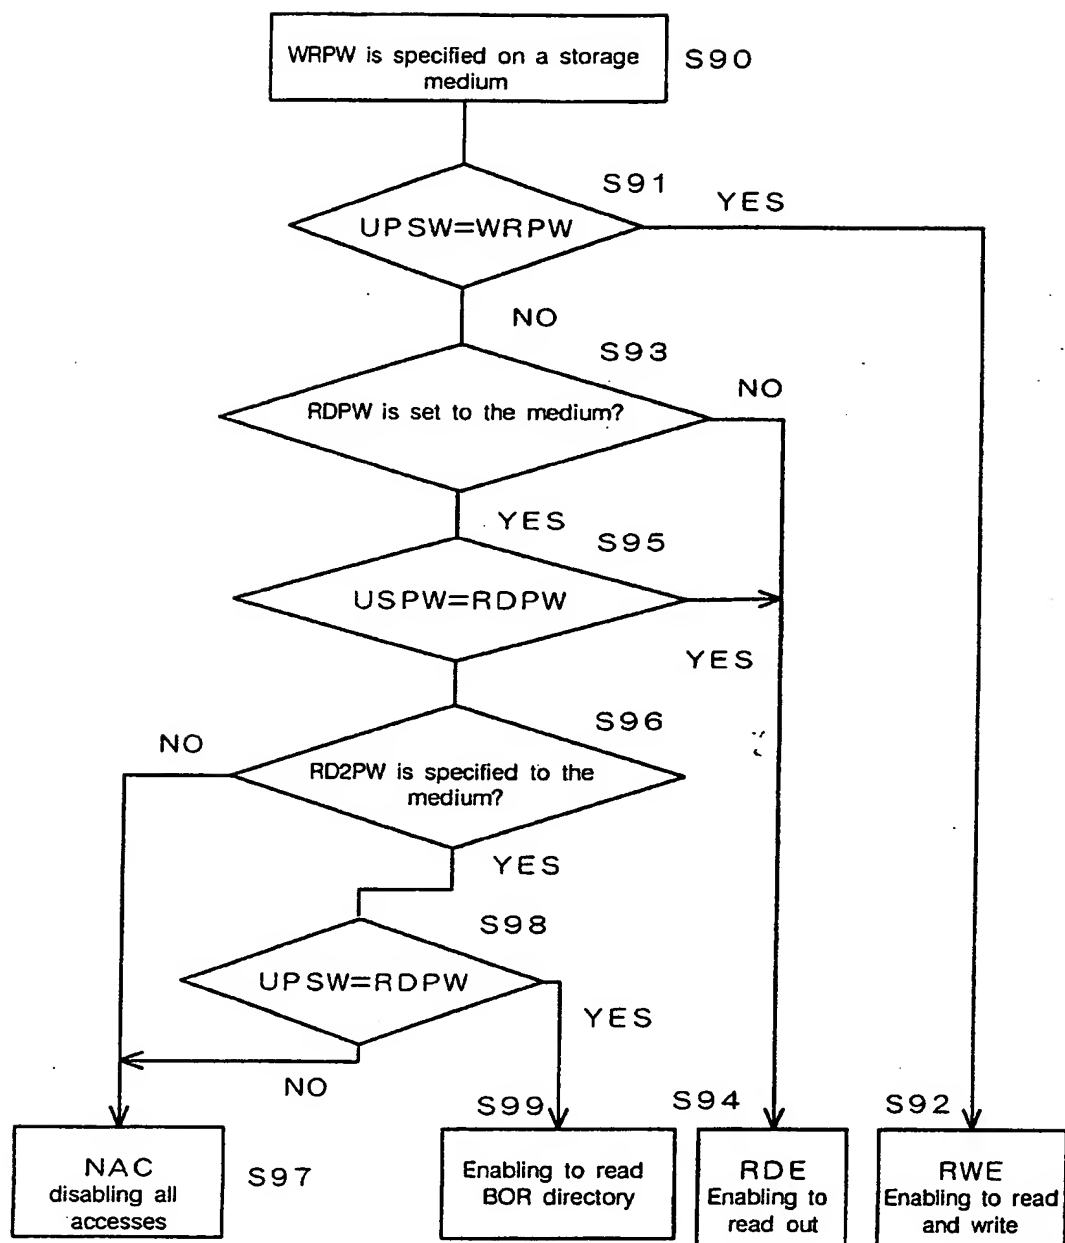 WRPW is specified on a storage
medium
S90
S91
YES
UPSW=WRPW
NO
S93
NO
RDPW is set to the medium?
YES
S95
USPW=RDPW
YES
S96
NO
RD2PW is specified to the
medium?
YES
S98
UPSW=RDPW
YES
NO
S99
S94
S92
NAC
disabling all
accesses
S97
Enabling to read
BOR directory
RDE
Enabling to
read out
RWE
Enabling to read
and write